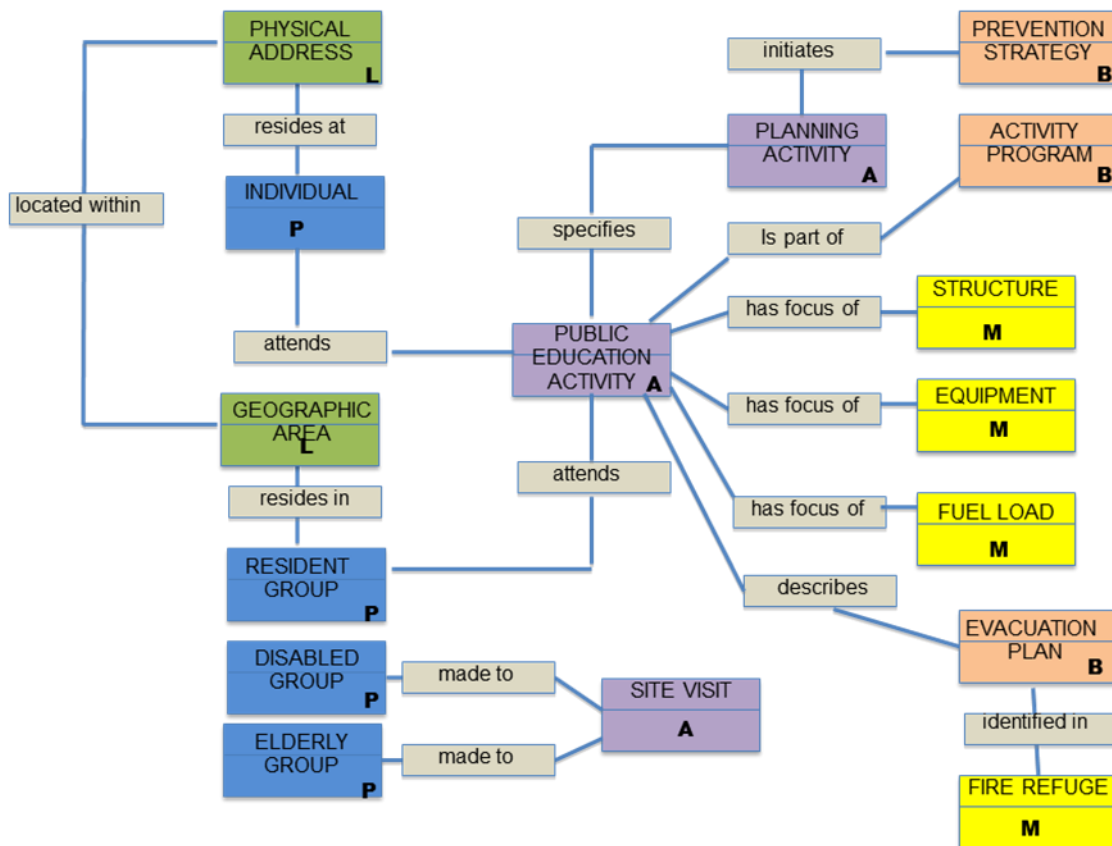 PHYSICAL
ADDRESS
L
resides at
INDIVIDUAL
P
located within
attends
GEOGRAPHIC
AREA
L
resides in
RESIDENT
GROUP
P
DISABLED
GROUP
P
made to
ELDERLY
GROUP
P
made to
SITE VISIT
A
initiates
PREVENTION
STRATEGY
B
PLANNING
ACTIVITY
A
ACTIVITY
PROGRAM
B
specifies
Is part of
PUBLIC
EDUCATION
ACTIVITY
A
attends
has focus of
STRUCTURE
M
has focus of
EQUIPMENT
M
has focus of
FUEL LOAD
M
describes
EVACUATION
PLAN
B
identified in
FIRE REFUGE
M